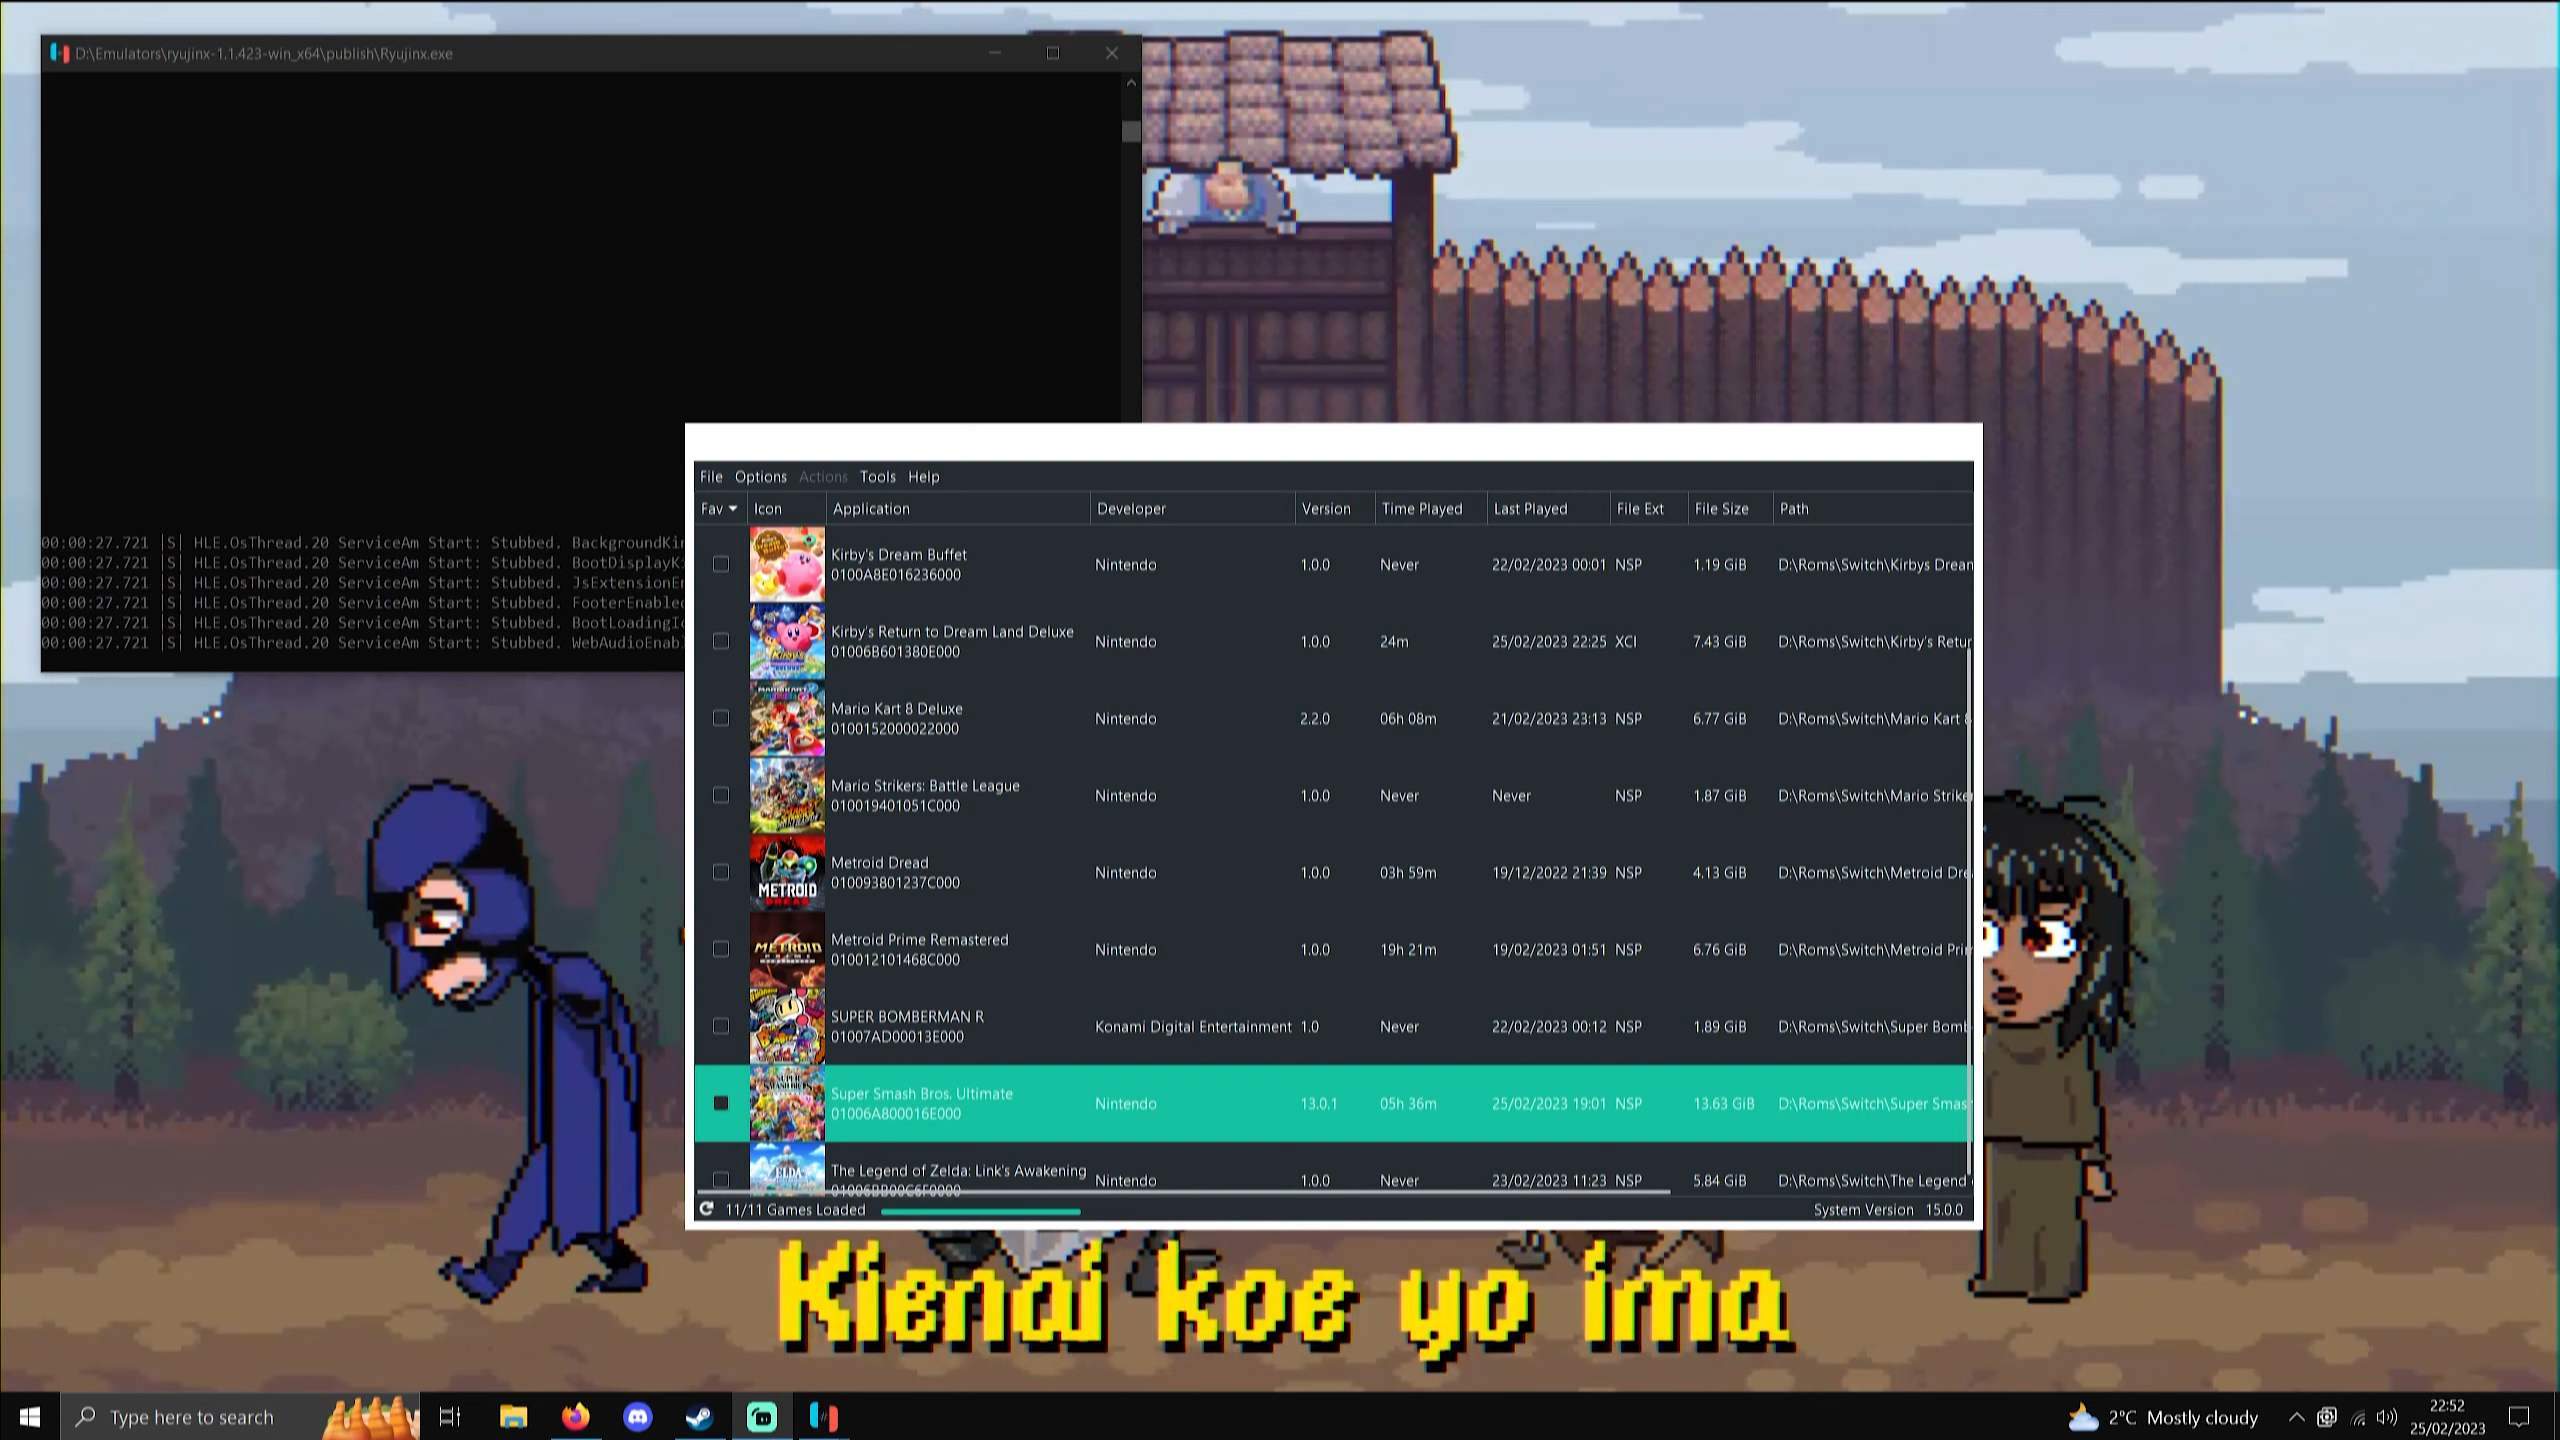 D:\Emulators\ryujinx-1.1.423-win_x64\publish\Ryujinx.exe
00:00:27.721 |S| HLE.OsThread.20 ServiceAm Start: Stubbed. BackgroundKi
00:00:27.721 |S| HLE.OsThread.20 ServiceAm Start: Stubbed. BootDisplayK
00:00:27.721 |S| HLE.OsThread.20 ServiceAm Start: Stubbed. JsExtensionE
00:00:27.721 |S| HLE.OsThread.20 ServiceAm Start: Stubbed. FooterEnable
00:00:27.721 |S| HLE.OsThread.20 ServiceAm Start: Stubbed. BootLoadingI
00:00:27.721 |S| HLE.OsThread.20 ServiceAm Start: Stubbed. WebAudioEnab
File Options Actions Tools Help
Fav Icon Application Developer Version Time Played Last Played File Ext File Size Path
Kirby's Dream Buffet
0100A8E016236000
Nintendo 1.0.0 Never 22/02/2023 00:01 NSP 1.19 GiB D:\Roms\Switch\Kirbys Dream
Kirby's Return to Dream Land Deluxe
01006B601380E000
Nintendo 1.0.0 24m 25/02/2023 22:25 XCI 7.43 GiB D:\Roms\Switch\Kirby's Retur
Mario Kart 8 Deluxe
0100152000022000
Nintendo 2.2.0 06h 08m 21/02/2023 23:13 NSP 6.77 GiB D:\Roms\Switch\Mario Kart 8
Mario Strikers: Battle League
010019401051C000
Nintendo 1.0.0 Never Never NSP 1.87 GiB D:\Roms\Switch\Mario Strike
METROID
DREAD
Metroid Dread
010093801237C000
Nintendo 1.0.0 03h 59m 19/12/2022 21:39 NSP 4.13 GiB D:\Roms\Switch\Metroid Dre
METROID
PRIME
Metroid Prime Remastered
010012101468C000
Nintendo 1.0.0 19h 21m 19/02/2023 01:51 NSP 6.76 GiB D:\Roms\Switch\Metroid Pri
SUPER BOMBERMAN R
01007AD00013E000
Konami Digital Entertainment 1.0 Never 22/02/2023 00:12 NSP 1.89 GiB D:\Roms\Switch\Super Bomb
Super Smash Bros. Ultimate
01006A800016E000
Nintendo 13.0.1 05h 36m 25/02/2023 19:01 NSP 13.63 GiB D:\Roms\Switch\Super Smas
ZELDA
The Legend of Zelda: Link's Awakening
01006BB00C6F0000
Nintendo 1.0.0 Never 23/02/2023 11:23 NSP 5.84 GiB D:\Roms\Switch\The Legend
11/11 Games Loaded
System Version 15.0.0
Kienai koe yo ima
Type here to search
2°C Mostly cloudy
22:52
25/02/2023